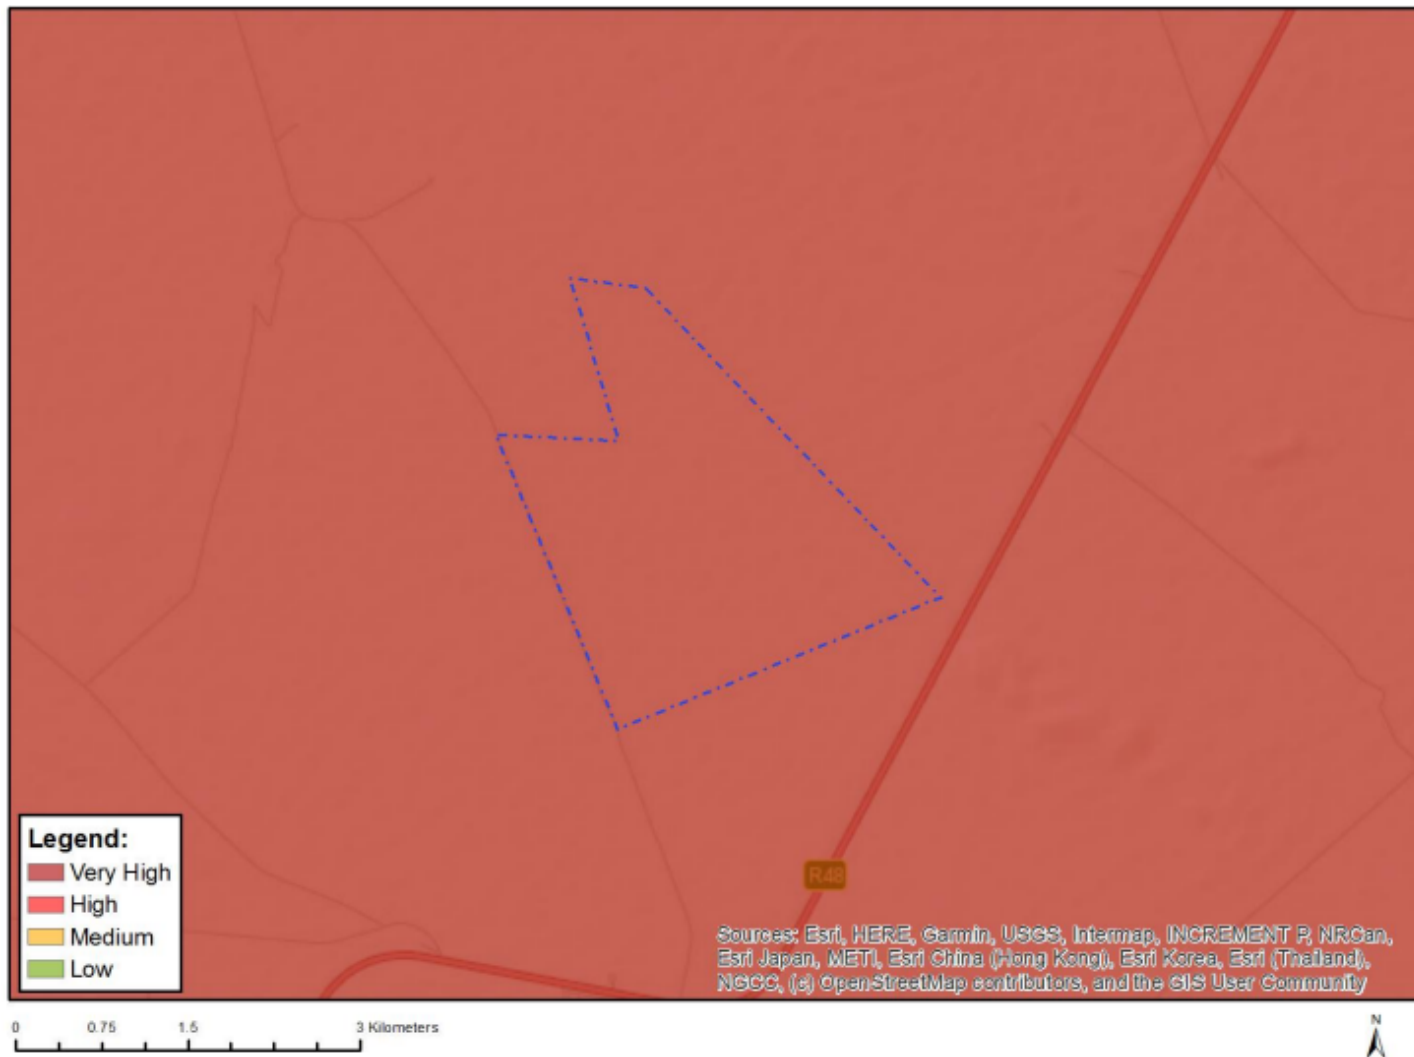 R48
Legend:
Very High
High
Medium
Low
Sources: Esri, HERE, Garmin, USGS, Intermap, INCREMENT P, NRCan,
Esri Japan, METI, Esri China (Hong Kong), Esri Korea, Esri (Thailand),
NGCC, (c) OpenStreetMap contributors, and the GIS User Community
0 0.75 1.5 3 Kilometers
N